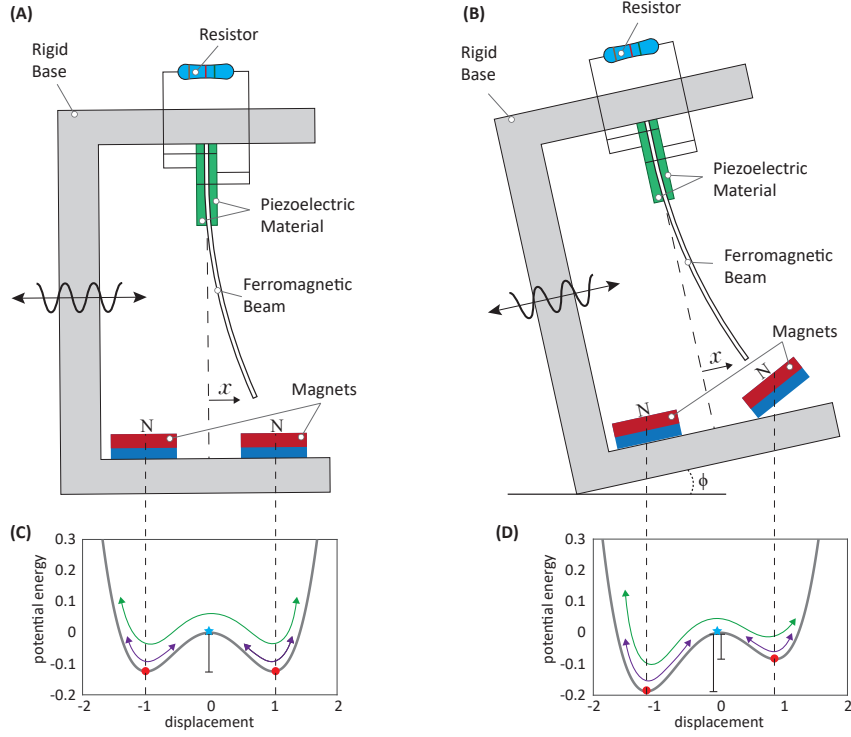 (A)
Resistor
Rigid
Base
Piezoelectric
Material
Ferromagnetic
Beam
x
Magnets
N
N
(B)
Resistor
Rigid
Base
Piezoelectric
Material
Ferromagnetic
Beam
Magnets
x
N
N
ϕ
(C)
potential energy
0.3
0.2
0.1
0
-0.1
-0.2
-2
-1
0
1
2
displacement
(D)
potential energy
0.3
0.2
0.1
0
-0.1
-0.2
-2
-1
0
1
2
displacement